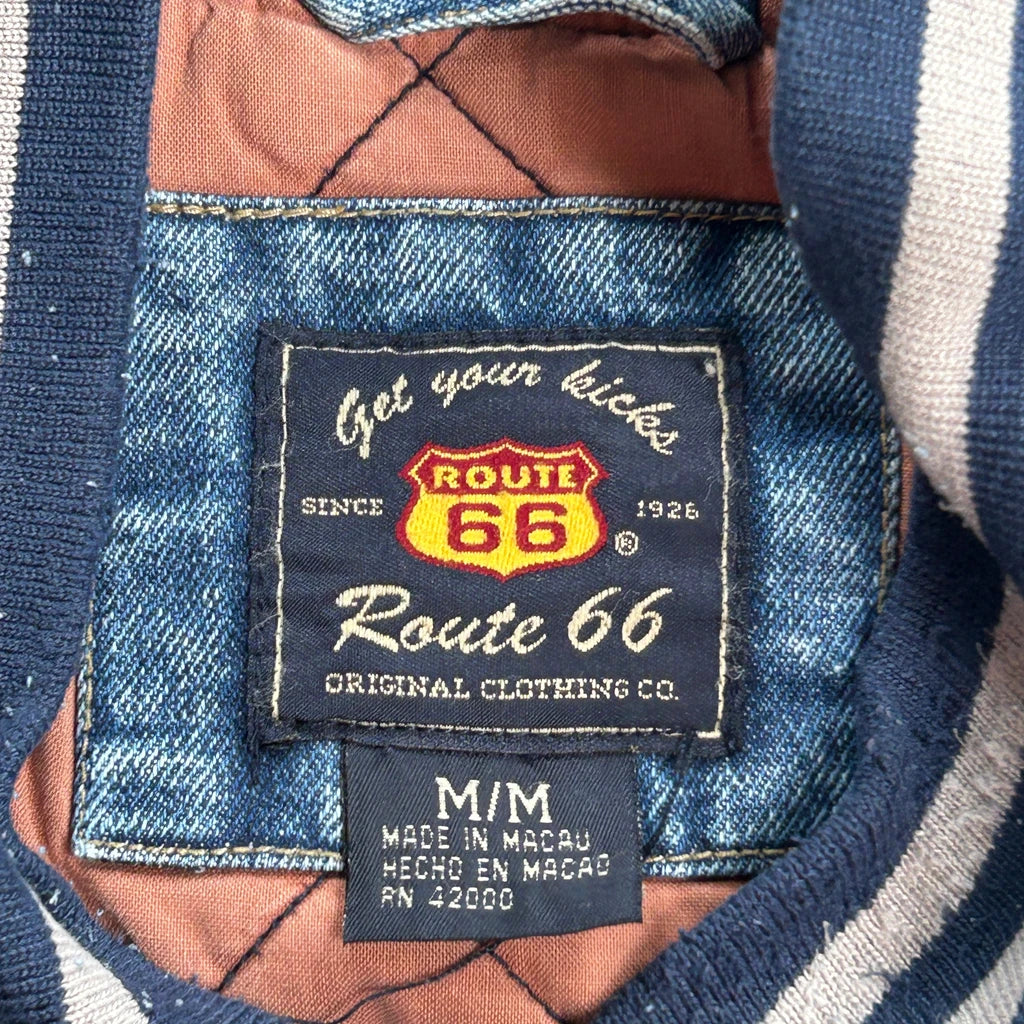 Get your kicks
ROUTE
66
SINCE 1926
®
Route 66
ORIGINAL CLOTHING CO.
M/M
MADE IN MACAU
HECHO EN MACAO
RN 42000